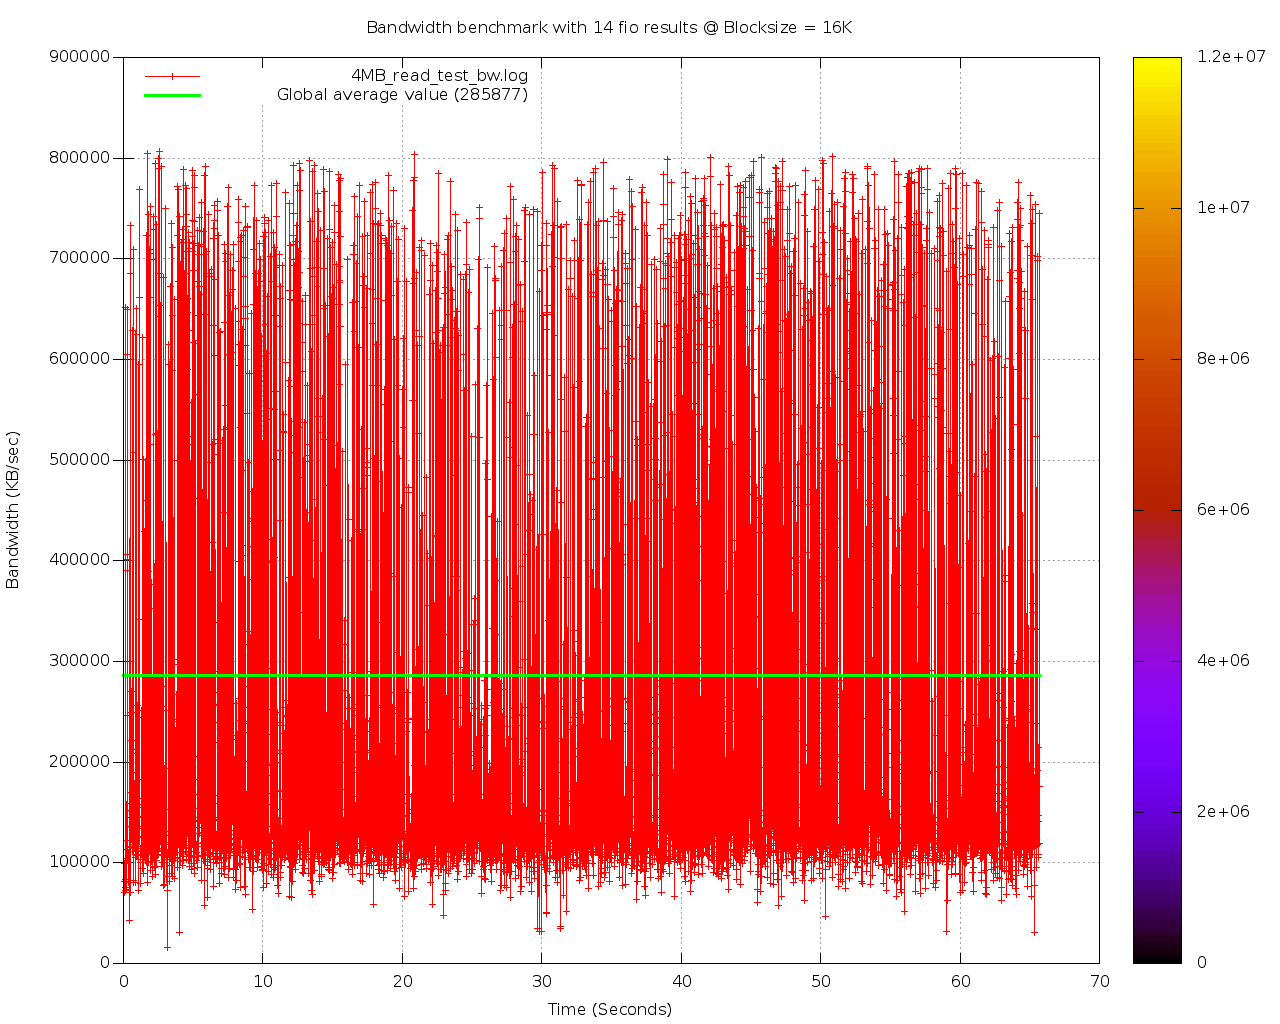 Bandwidth benchmark with 14 fio results @ Blocksize = 16K
4MB_read_test_bw.log
Global average value (285877)
Bandwidth (KB/sec)
900000
800000
700000
600000
500000
400000
300000
200000
100000
0
0
10
20
30
40
50
60
70
Time (Seconds)
1.2e+07
1e+07
8e+06
6e+06
4e+06
2e+06
0